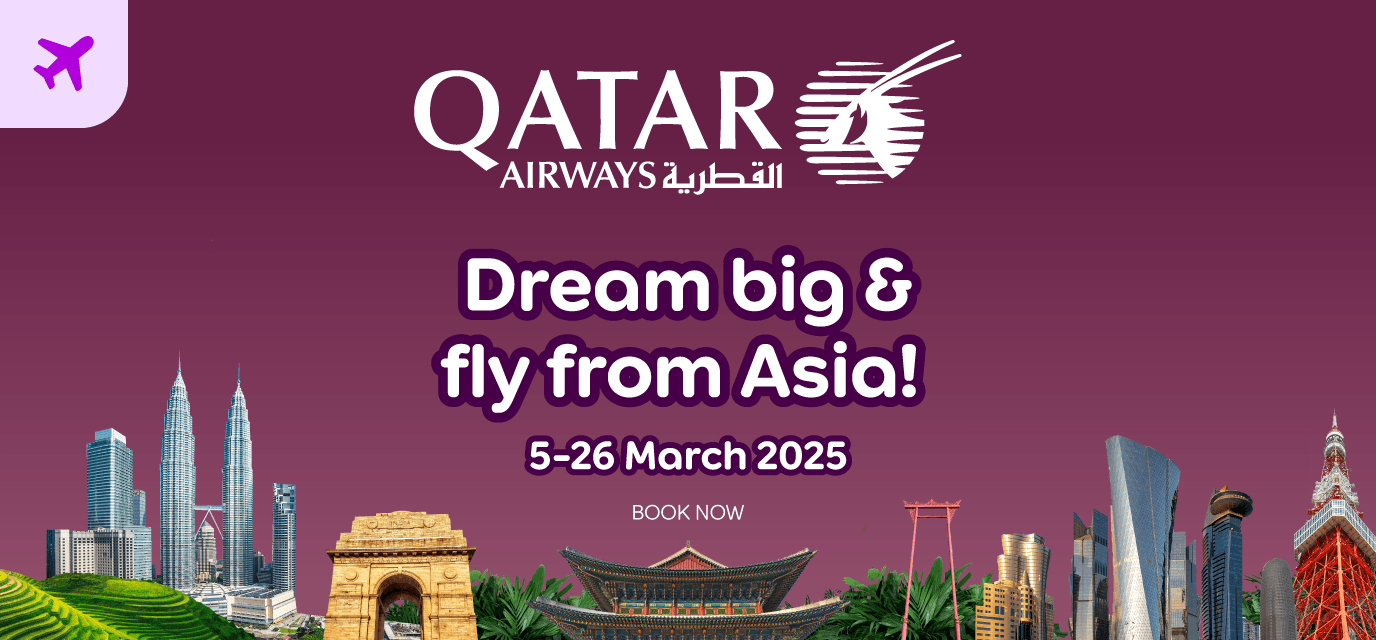 QATAR
AIRWAYS القطرية
Dream big &
fly from Asia!
5-26 March 2025
BOOK NOW